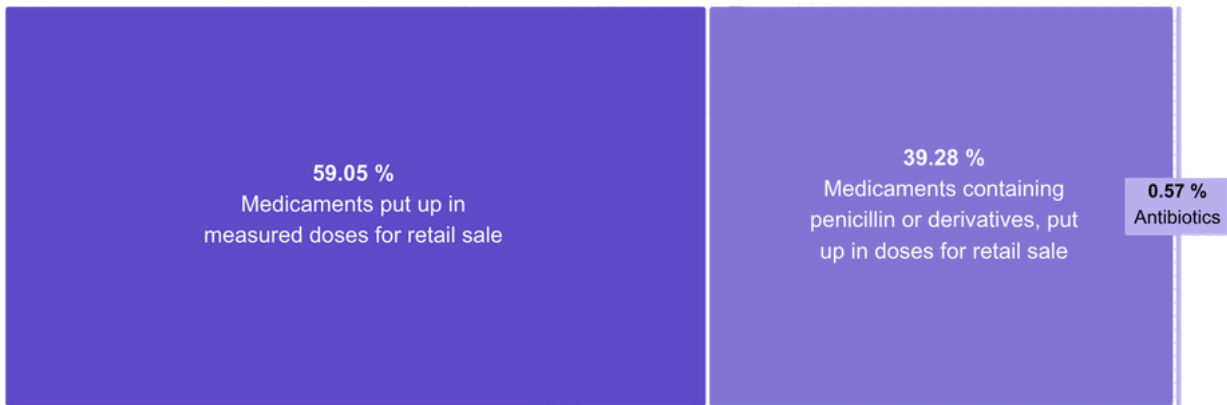 59.05 %
Medicaments put up in
measured doses for retail sale
39.28 %
Medicaments containing
penicillin or derivatives, put
up in doses for retail sale
0.57 %
Antibiotics